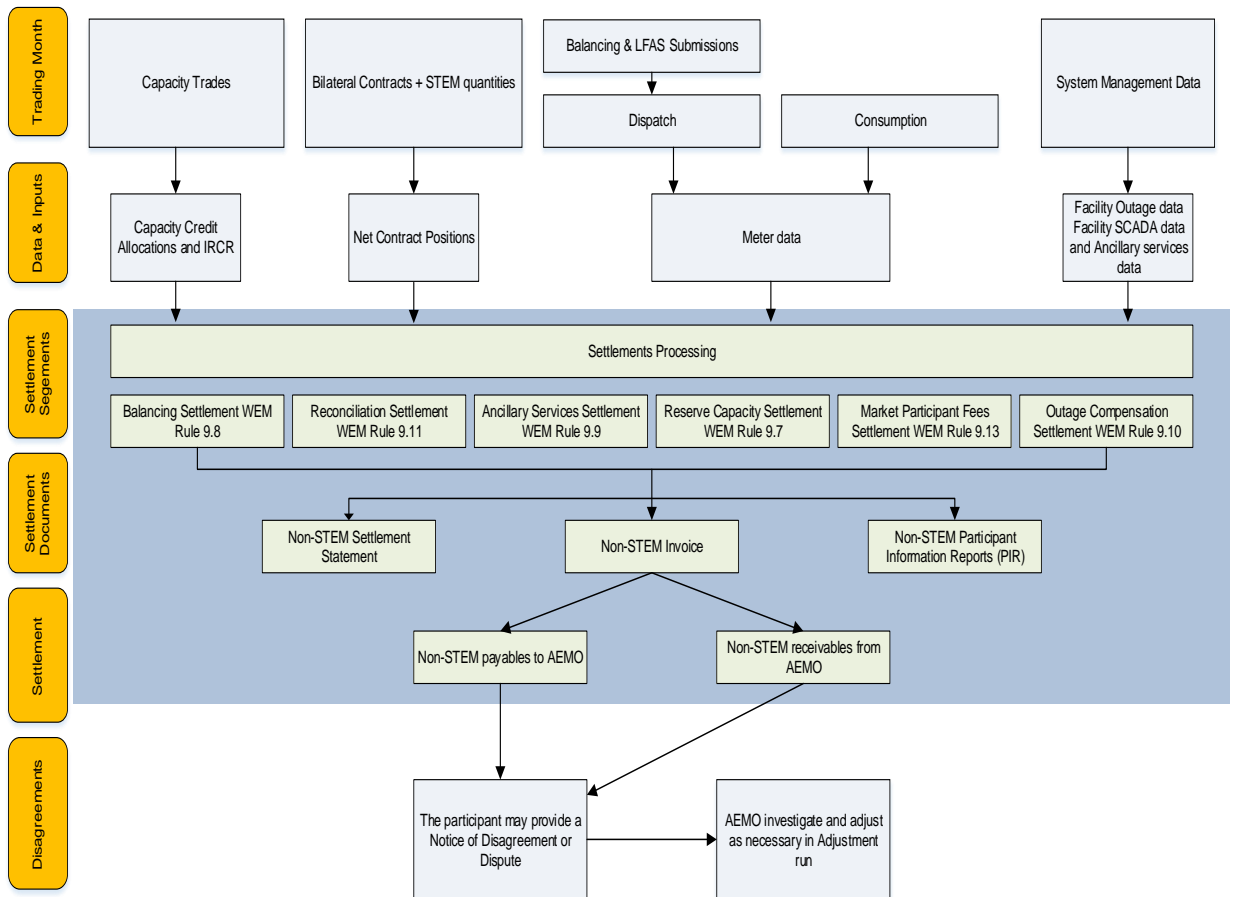 Trading Month
Capacity Trades
Bilateral Contracts + STEM quantities
Balancing & LFAS Submissions
Dispatch
Consumption
System Management Data
Data & Inputs
Capacity Credit
Allocations and IRCR
Net Contract Positions
Meter data
Facility Outage data
Facility SCADA data
and Ancillary services
data
Settlement
Segements
Settlements Processing
Balancing Settlement WEM
Rule 9.8
Reconciliation Settlement
WEM Rule 9.11
Ancillary Services Settlement
WEM Rule 9.9
Reserve Capacity Settlement
WEM Rule 9.7
Market Participant Fees
Settlement WEM Rule 9.13
Outage Compensation
Settlement WEM Rule 9.10
Settlement
Documents
Non-STEM Settlement
Statement
Non-STEM Invoice
Non-STEM Participant
Information Reports (PIR)
Settlement
Non-STEM payables to AEMO
Non-STEM receivables from
AEMO
Disagreements
The participant may provide a
Notice of Disagreement or
Dispute
AEMO investigate and adjust
as necessary in Adjustment
run